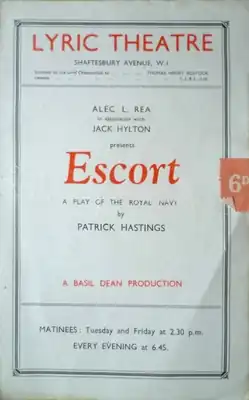 LYRIC THEATRE
SHAFTESBURY AVENUE, W.1
ALEC L. REA
in association with
JACK HYLTON
presents
Escort
6D
A PLAY OF THE ROYAL NAVY
by
PATRICK HASTINGS
A BASIL DEAN PRODUCTION
MATINEES: Tuesday and Friday at 2.30 p.m.
EVERY EVENING at 6.45.